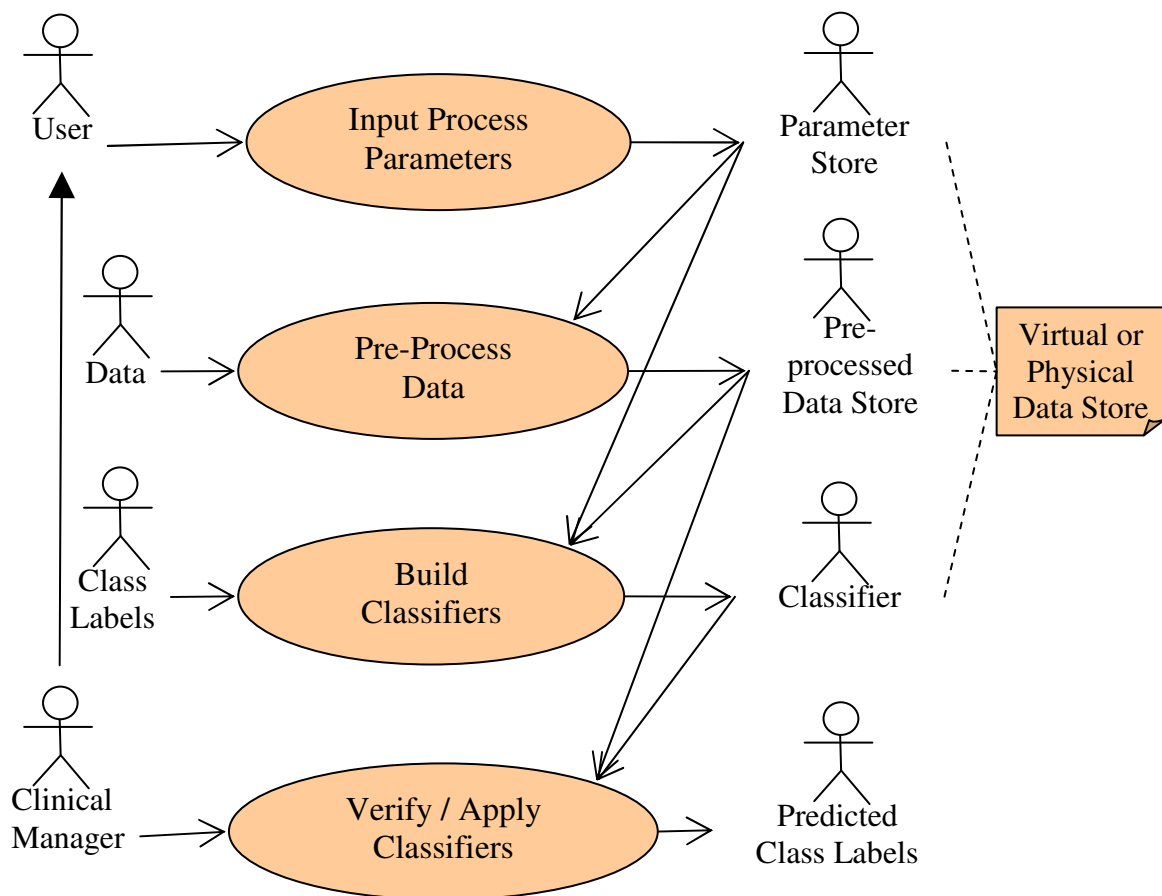 User
Input Process
Parameters
Parameter
Store
Data
Pre-Process
Data
Pre-
processed
Data Store
Virtual or
Physical
Data Store
Class
Labels
Build
Classifiers
Classifier
Clinical
Manager
Verify / Apply
Classifiers
Predicted
Class Labels